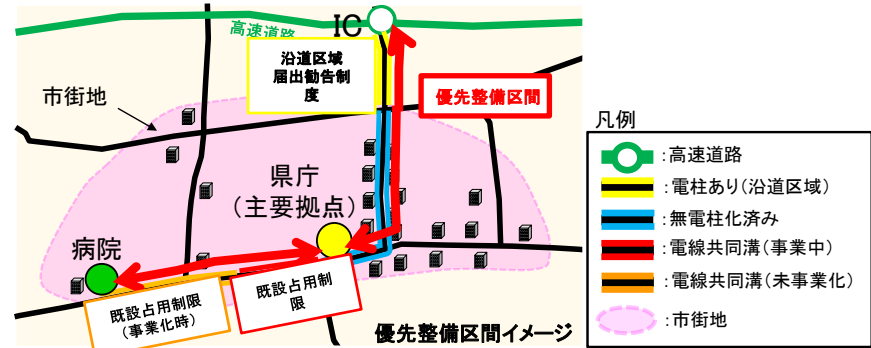 IC
高速道路
沿道区域
届出勧告制
度
優先整備区間
市街地
県庁
(主要拠点)
病院
既設占用制限
(事業化時)
既設占用制
限
優先整備区間イメージ
凡例
:高速道路
:電柱あり(沿道区域)
:無電柱化済み
:電線共同溝(事業中)
:電線共同溝(未事業化)
:市街地